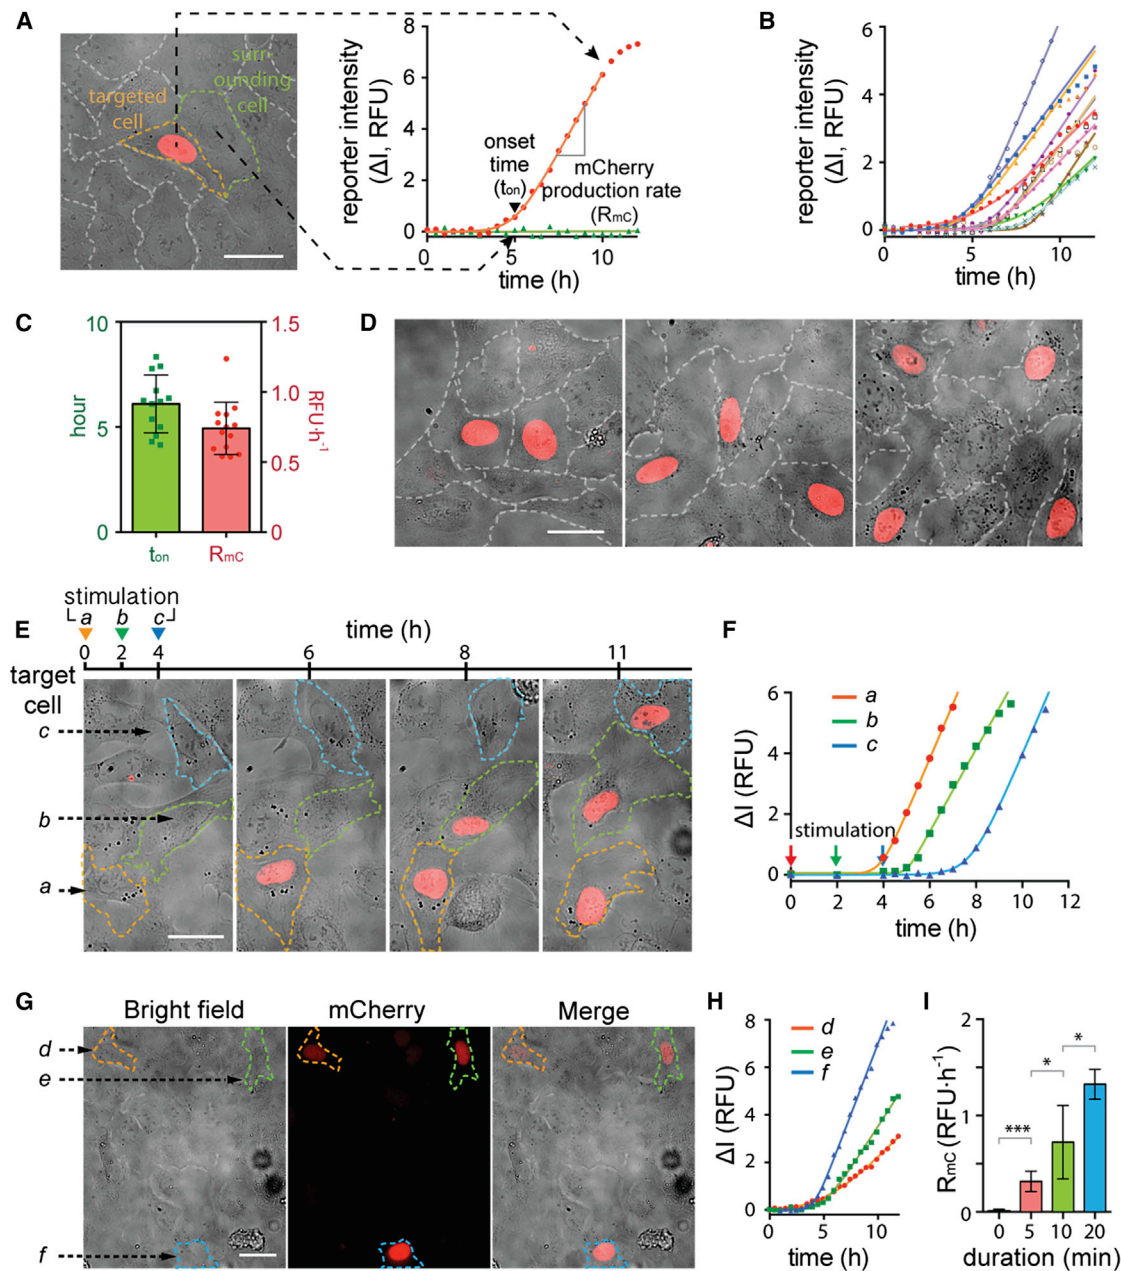 A
targeted
cell
surr-
ounding
cell
reporter intensity
(ΔI, RFU)
8
6
4
2
0
onset
time
(ton)
mCherry
production rate
(RmC)
0
5
10
time (h)
B
reporter intensity
(ΔI, RFU)
6
4
2
0
0
5
10
time (h)
C
hour
10
5
0
1.5
1.0
0.5
0
RFU·h-1
ton
RmC
D
E
stimulation
a b c
time (h)
0 2 4 6 8 11
target
cell
c
b
a
F
ΔI (RFU)
6
4
2
0
a
b
c
stimulation
0 2 4 6 8 10 12
time (h)
G
Bright field
mCherry
Merge
d
e
f
H
ΔI (RFU)
8
6
4
2
0
d
e
f
0 5 10
time (h)
I
RmC (RFU·h-1)
2
1
0
***
*
*
0 5 10 20
duration (min)